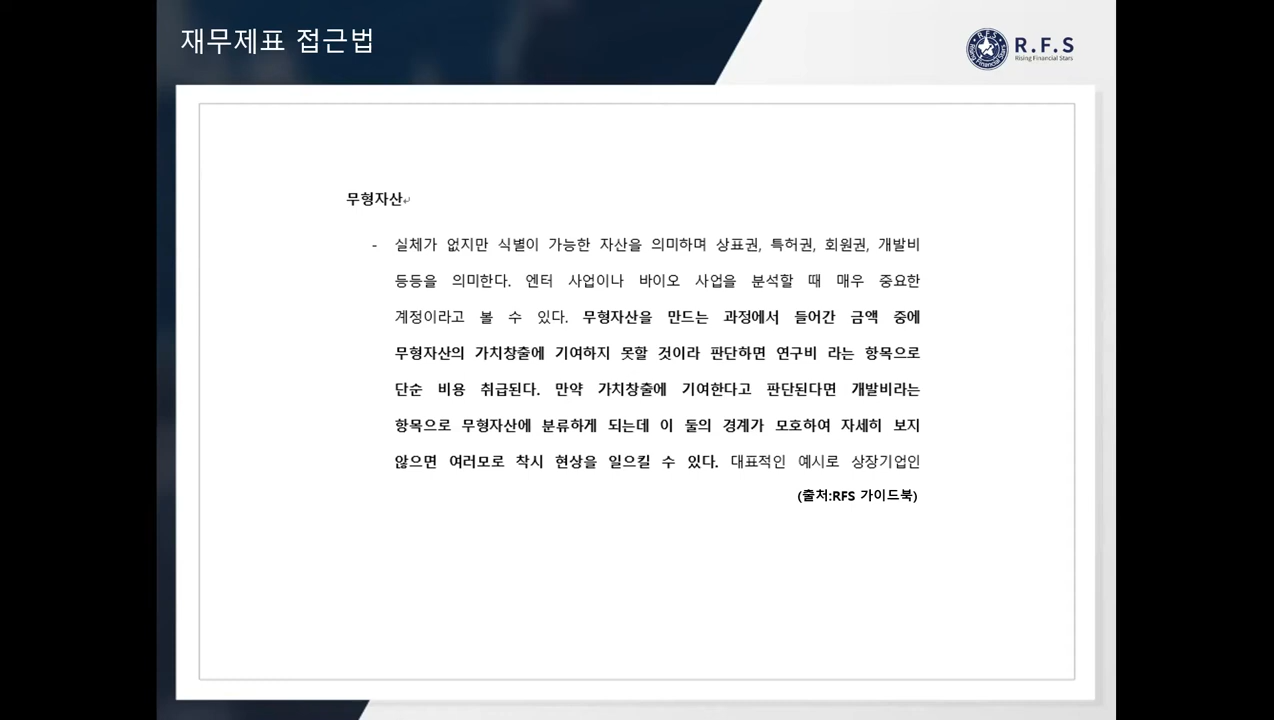 재무제표 접근법
R.F.S
Rising Financial Stars
무형자산
- 실체가 없지만 식별이 가능한 자산을 의미하며 상표권, 특허권, 회원권, 개발비
등등을 의미한다. 엔터 사업이나 바이오 사업을 분석할 때 매우 중요한
계정이라고 볼 수 있다. 무형자산을 만드는 과정에서 들어간 금액 중에
무형자산의 가치창출에 기여하지 못할 것이라 판단하면 연구비 라는 항목으로
단순 비용 취급된다. 만약 가치창출에 기여한다고 판단된다면 개발비라는
항목으로 무형자산에 분류하게 되는데 이 둘의 경계가 모호하여 자세히 보지
않으면 여러모로 착시 현상을 일으킬 수 있다. 대표적인 예시로 상장기업인
(출처:RFS 가이드북)